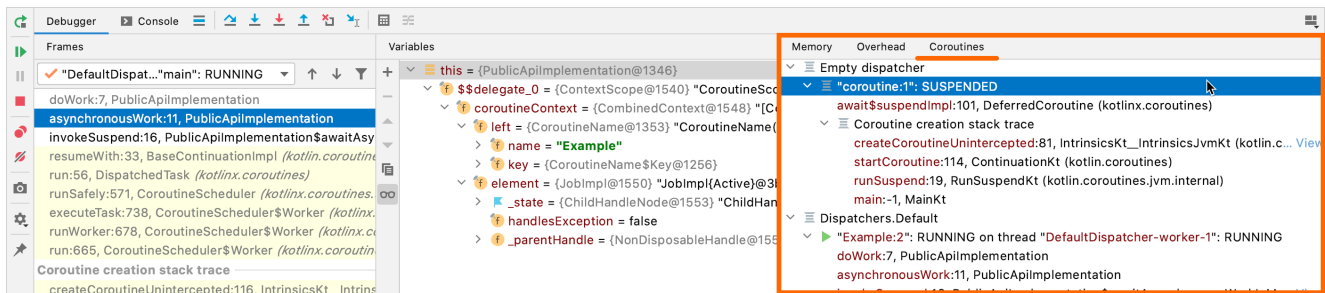 Debugger
Console
Frames
"DefaultDispat..."main": RUNNING
doWork:7, PublicApiImplementation
asynchronousWork:11, PublicApiImplementation
invokeSuspend:16, PublicApiImplementation$awaitAsy
resumeWith:33, BaseContinuationImpl (kotlin.coroutine
run:56, DispatchedTask (kotlinx.coroutines)
runSafely:571, CoroutineScheduler (kotlinx.coroutines.
executeTask:738, CoroutineScheduler$Worker (kotlinx.
runWorker:678, CoroutineScheduler$Worker (kotlinx.c
run:665, CoroutineScheduler$Worker (kotlinx.coroutin
Coroutine creation stack trace
createCoroutineUnintercepted:116, IntrinsicsKt__Intrins
Variables
this = {PublicApiImplementation@1346}
$$delegate_0 = {ContextScope@1540} "CoroutineSco
coroutineContext = {CombinedContext@1548} "[Co
left = {CoroutineName@1353} "CoroutineName(
name = "Example"
key = {CoroutineName$Key@1256}
element = {JobImpl@1550} "JobImpl{Active}@3b
_state = {ChildHandleNode@1553} "ChildHan
handlesException = false
_parentHandle = {NonDisposableHandle@155
Memory
Overhead
Coroutines
Empty dispatcher
"coroutine:1": SUSPENDED
await$suspendImpl:101, DeferredCoroutine (kotlinx.coroutines)
Coroutine creation stack trace
createCoroutineUnintercepted:81, IntrinsicsKt__IntrinsicsJvmKt (kotlin.c... View
startCoroutine:114, ContinuationKt (kotlin.coroutines)
runSuspend:19, RunSuspendKt (kotlin.coroutines.jvm.internal)
main:-1, MainKt
Dispatchers.Default
"Example:2": RUNNING on thread "DefaultDispatcher-worker-1": RUNNING
doWork:7, PublicApiImplementation
asynchronousWork:11, PublicApiImplementation